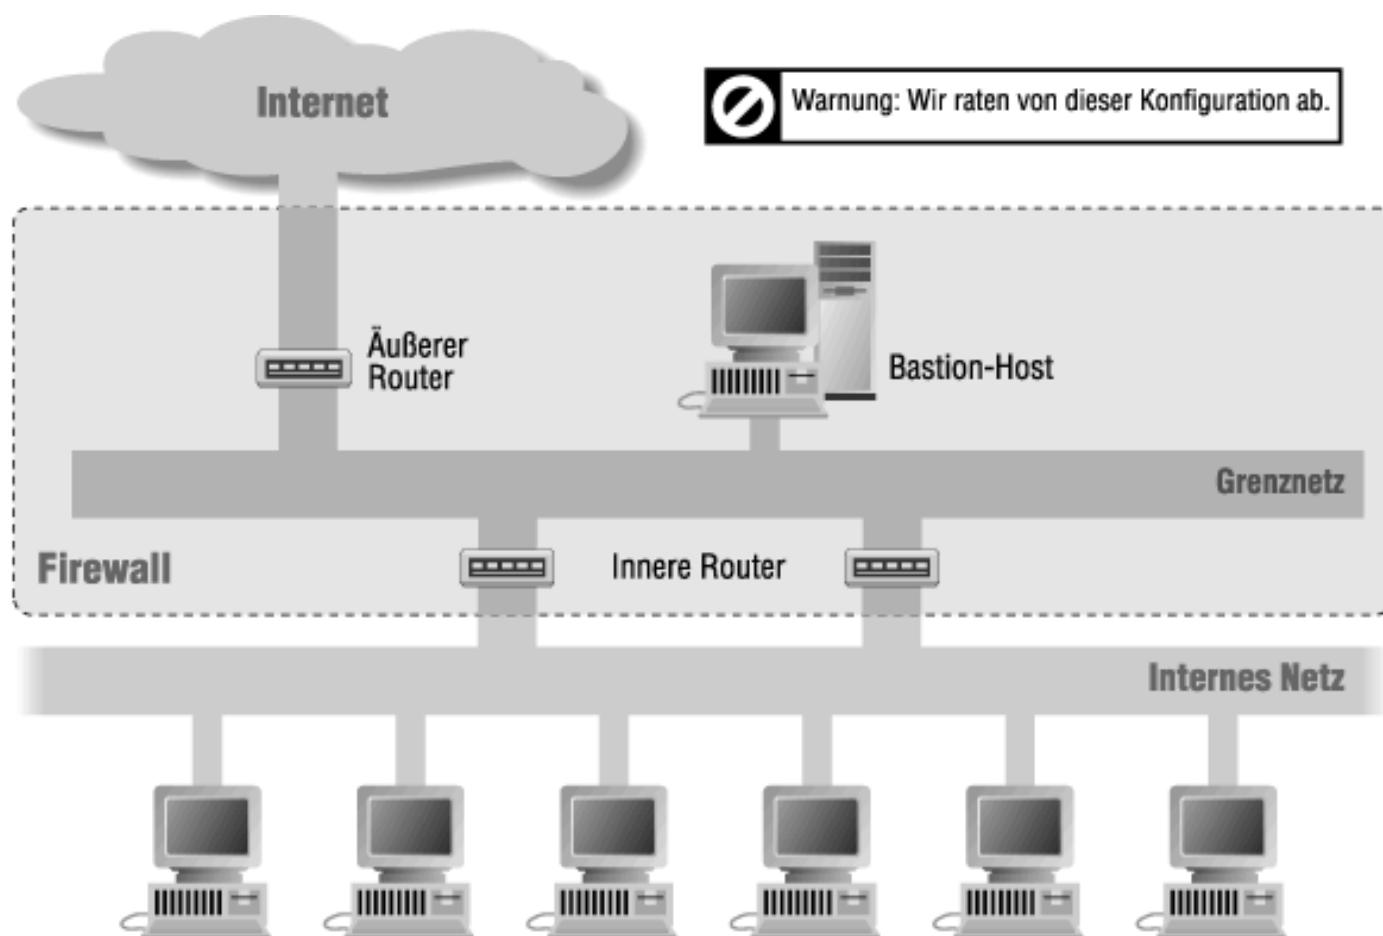 Internet
Warnung: Wir raten von dieser Konfiguration ab.
Äußerer
Router
Bastion-Host
Grenznetz
Firewall
Innere Router
Internes Netz